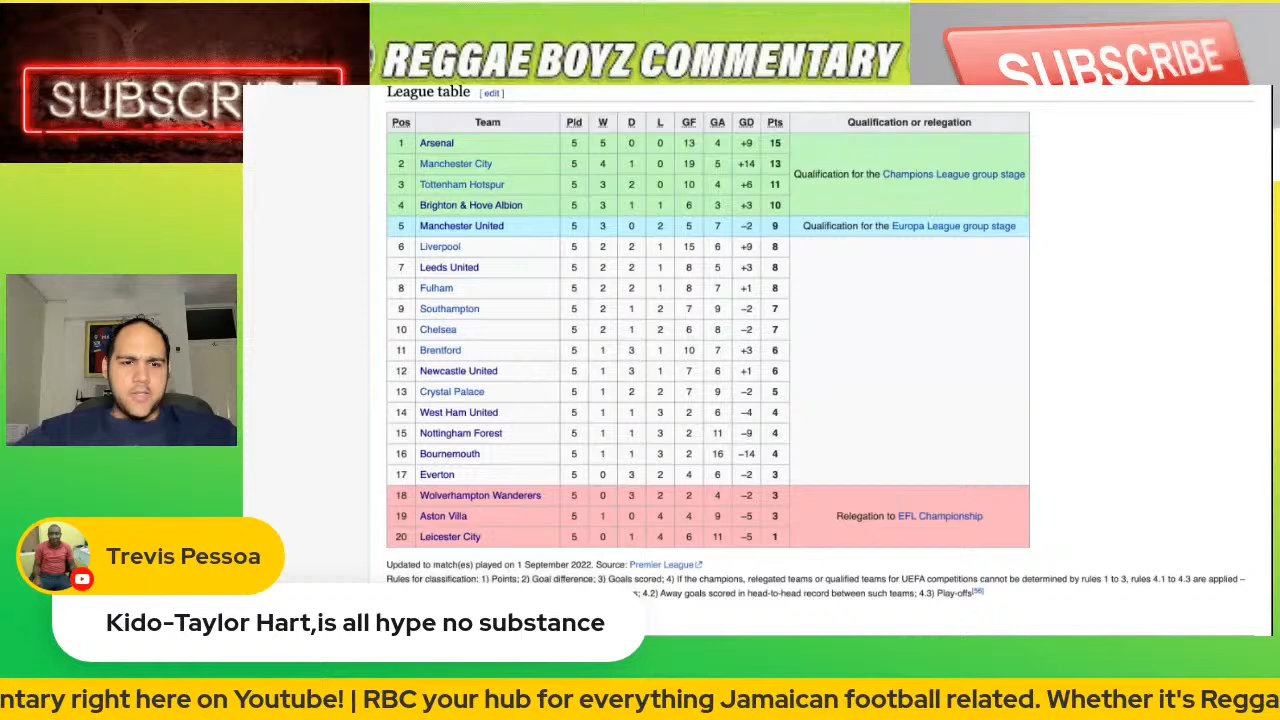 SUBSCRIBE
REGGAE BOYZ COMMENTARY
SUBSCRIBE
League table [ edit ]
Pos Team Pld W D L GF GA GD Pts Qualification or relegation
1 Arsenal 5 5 0 0 13 4 +9 15
2 Manchester City 5 4 1 0 19 5 +14 13
Qualification for the Champions League group stage
3 Tottenham Hotspur 5 3 2 0 10 4 +6 11
4 Brighton & Hove Albion 5 3 1 1 6 3 +3 10
5 Manchester United 5 3 0 2 5 7 −2 9 Qualification for the Europa League group stage
6 Liverpool 5 2 2 1 15 6 +9 8
7 Leeds United 5 2 2 1 8 5 +3 8
8 Fulham 5 2 2 1 8 7 +1 8
9 Southampton 5 2 1 2 7 9 −2 7
10 Chelsea 5 2 1 2 6 8 −2 7
11 Brentford 5 1 3 1 10 7 +3 6
12 Newcastle United 5 1 3 1 7 6 +1 6
13 Crystal Palace 5 1 2 2 7 9 −2 5
14 West Ham United 5 1 1 3 2 6 −4 4
15 Nottingham Forest 5 1 1 3 2 11 −9 4
16 Bournemouth 5 1 1 3 2 16 −14 4
17 Everton 5 0 3 2 4 6 −2 3
18 Wolverhampton Wanderers 5 0 3 2 2 4 −2 3
19 Aston Villa 5 1 0 4 4 9 −5 3 Relegation to EFL Championship
20 Leicester City 5 0 1 4 6 11 −5 1
Updated to match(es) played on 1 September 2022. Source: Premier League
Rules for classification: 1) Points; 2) Goal difference; 3) Goals scored; 4) If the champions, relegated teams or qualified teams for UEFA competitions cannot be determined by rules 1 to 3, rules 4.1 to 4.3 are applied –
; 4.2) Away goals scored in head-to-head record between such teams; 4.3) Play-offs[56]
Trevis Pessoa
Kido-Taylor Hart,is all hype no substance
ntary right here on Youtube! | RBC your hub for everything Jamaican football related. Whether it's Regga